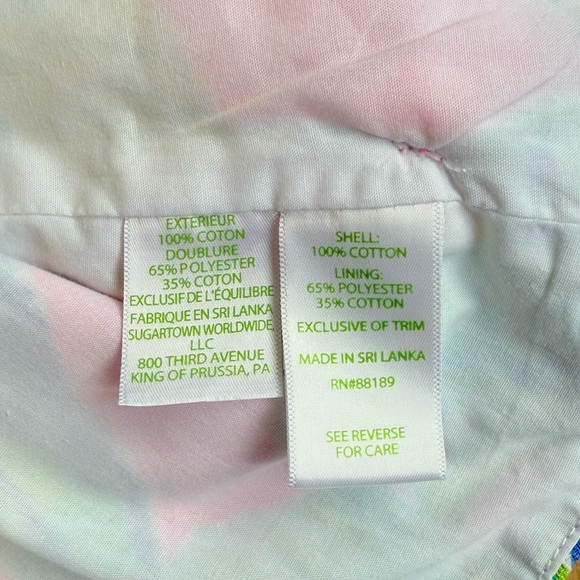 EXTERIEUR
100% COTON
DOUBLURE
65% POLYESTER
35% COTON
EXCLUSIF DE L'ÉQUILIBRE
FABRIQUE EN SRI LANKA
SUGARTOWN WORLDWIDE,
LLC
800 THIRD AVENUE
KING OF PRUSSIA, PA
SHELL:
100% COTTON
LINING:
65% POLYESTER
35% COTTON
EXCLUSIVE OF TRIM
MADE IN SRI LANKA
RN#88189
SEE REVERSE
FOR CARE